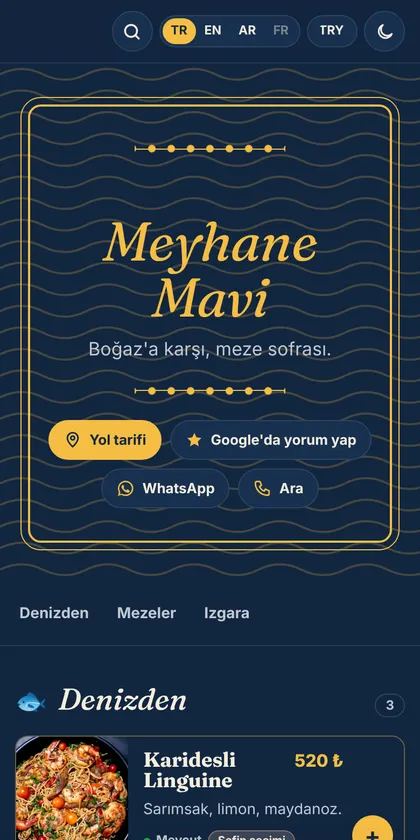 TR EN AR FR TRY
Meyhane
Mavi
Boğaz'a karşı, meze sofrası.
Yol tarifi
Google'da yorum yap
WhatsApp
Ara
Denizden Mezeler Izgara
Denizden 3
Karidesli 520 ₺
Linguine
Sarımsak, limon, maydanoz.
Mevcut Şefin seçimi
+